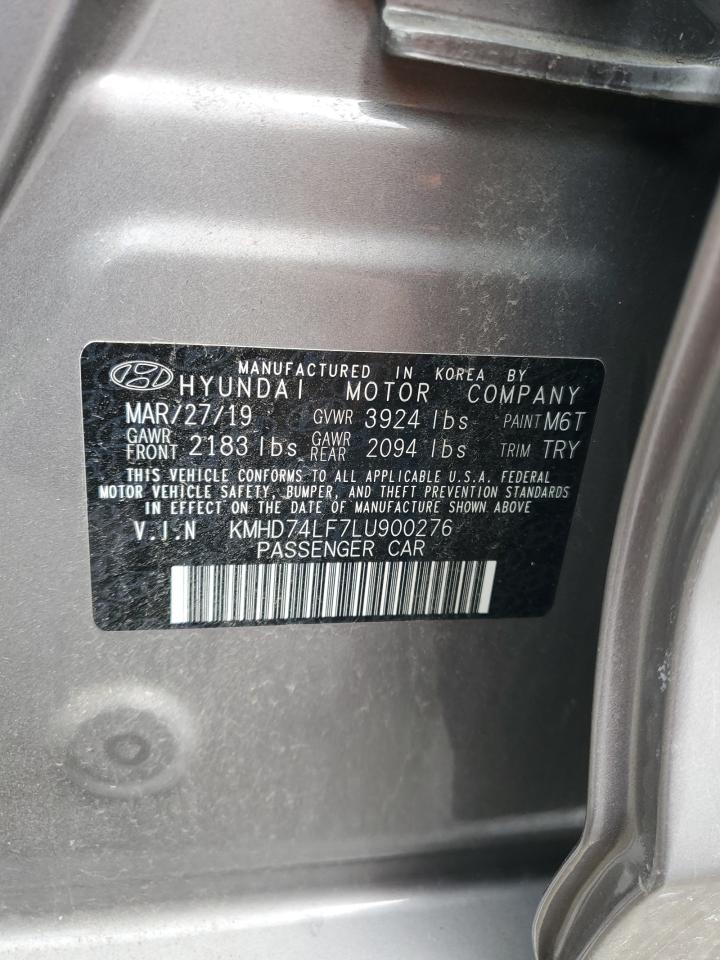 MANUFACTURED IN KOREA BY
HYUNDAI MOTOR COMPANY
MAR/27/19 GVWR 3924 lbs PAINT M6T
GAWR FRONT 2183 lbs GAWR REAR 2094 lbs TRIM TRY
THIS VEHICLE CONFORMS TO ALL APPLICABLE U.S.A. FEDERAL
MOTOR VEHICLE SAFETY, BUMPER, AND THEFT PREVENTION STANDARDS
IN EFFECT ON THE DATE OF MANUFACTURE SHOWN ABOVE
V.I.N KMHD74LF7LU900276
PASSENGER CAR